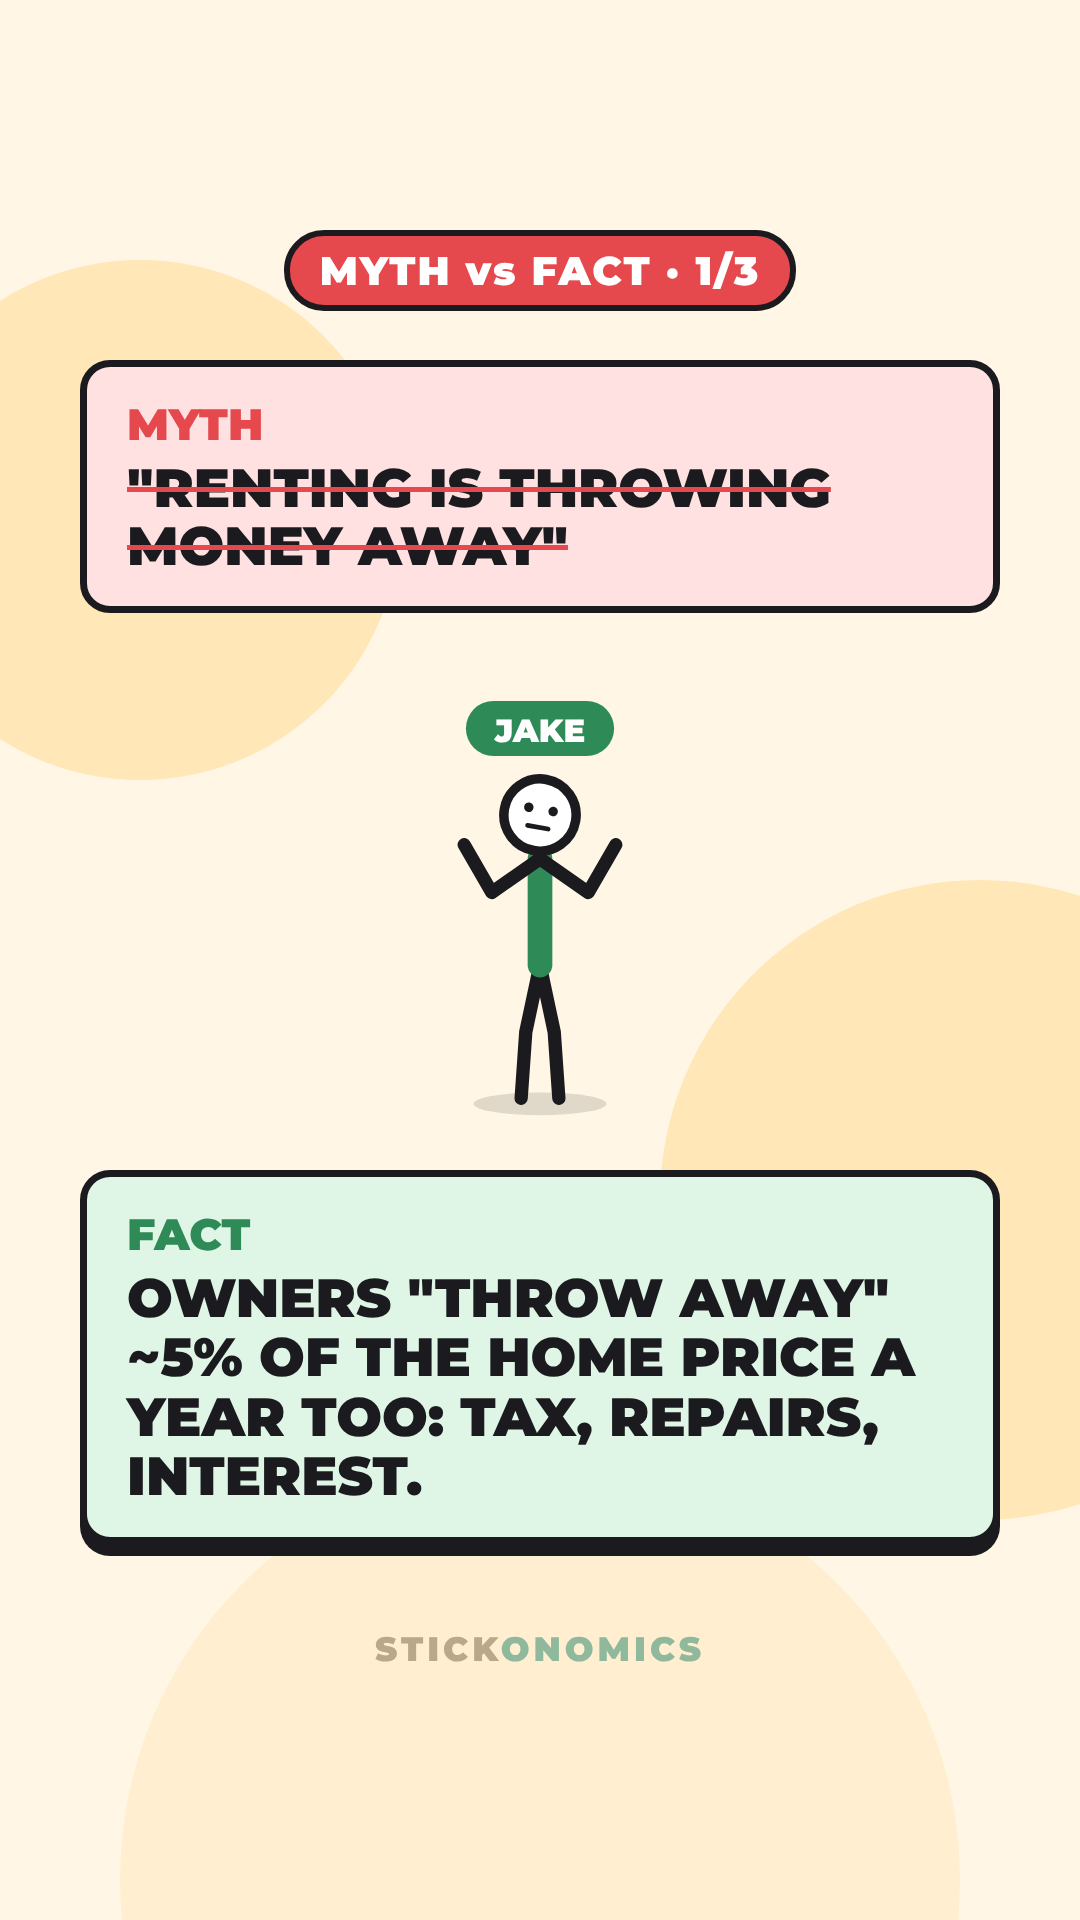 MYTH vs FACT • 1/3
MYTH
"RENTING IS THROWING
MONEY AWAY"
JAKE
FACT
OWNERS "THROW AWAY"
~5% OF THE HOME PRICE A
YEAR TOO: TAX, REPAIRS,
INTEREST.
STICKONOMICS